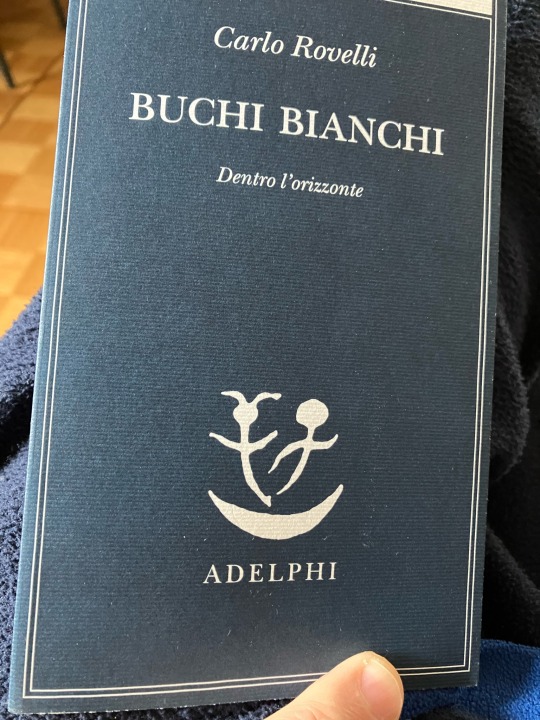 Carlo Rovelli
BUCHI BIANCHI
Dentro l'orizzonte
ADELPHI